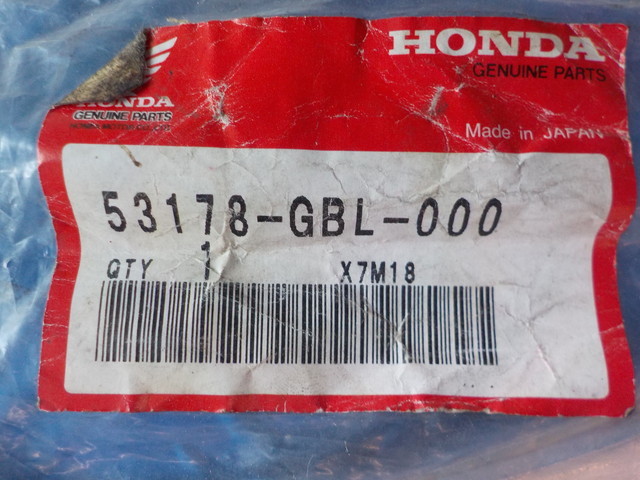 HONDA
GENUINE PARTS
HONDA
GENUINE PARTS
Made in JAPAN
53178-GBL-000
QTY 1 X7M18